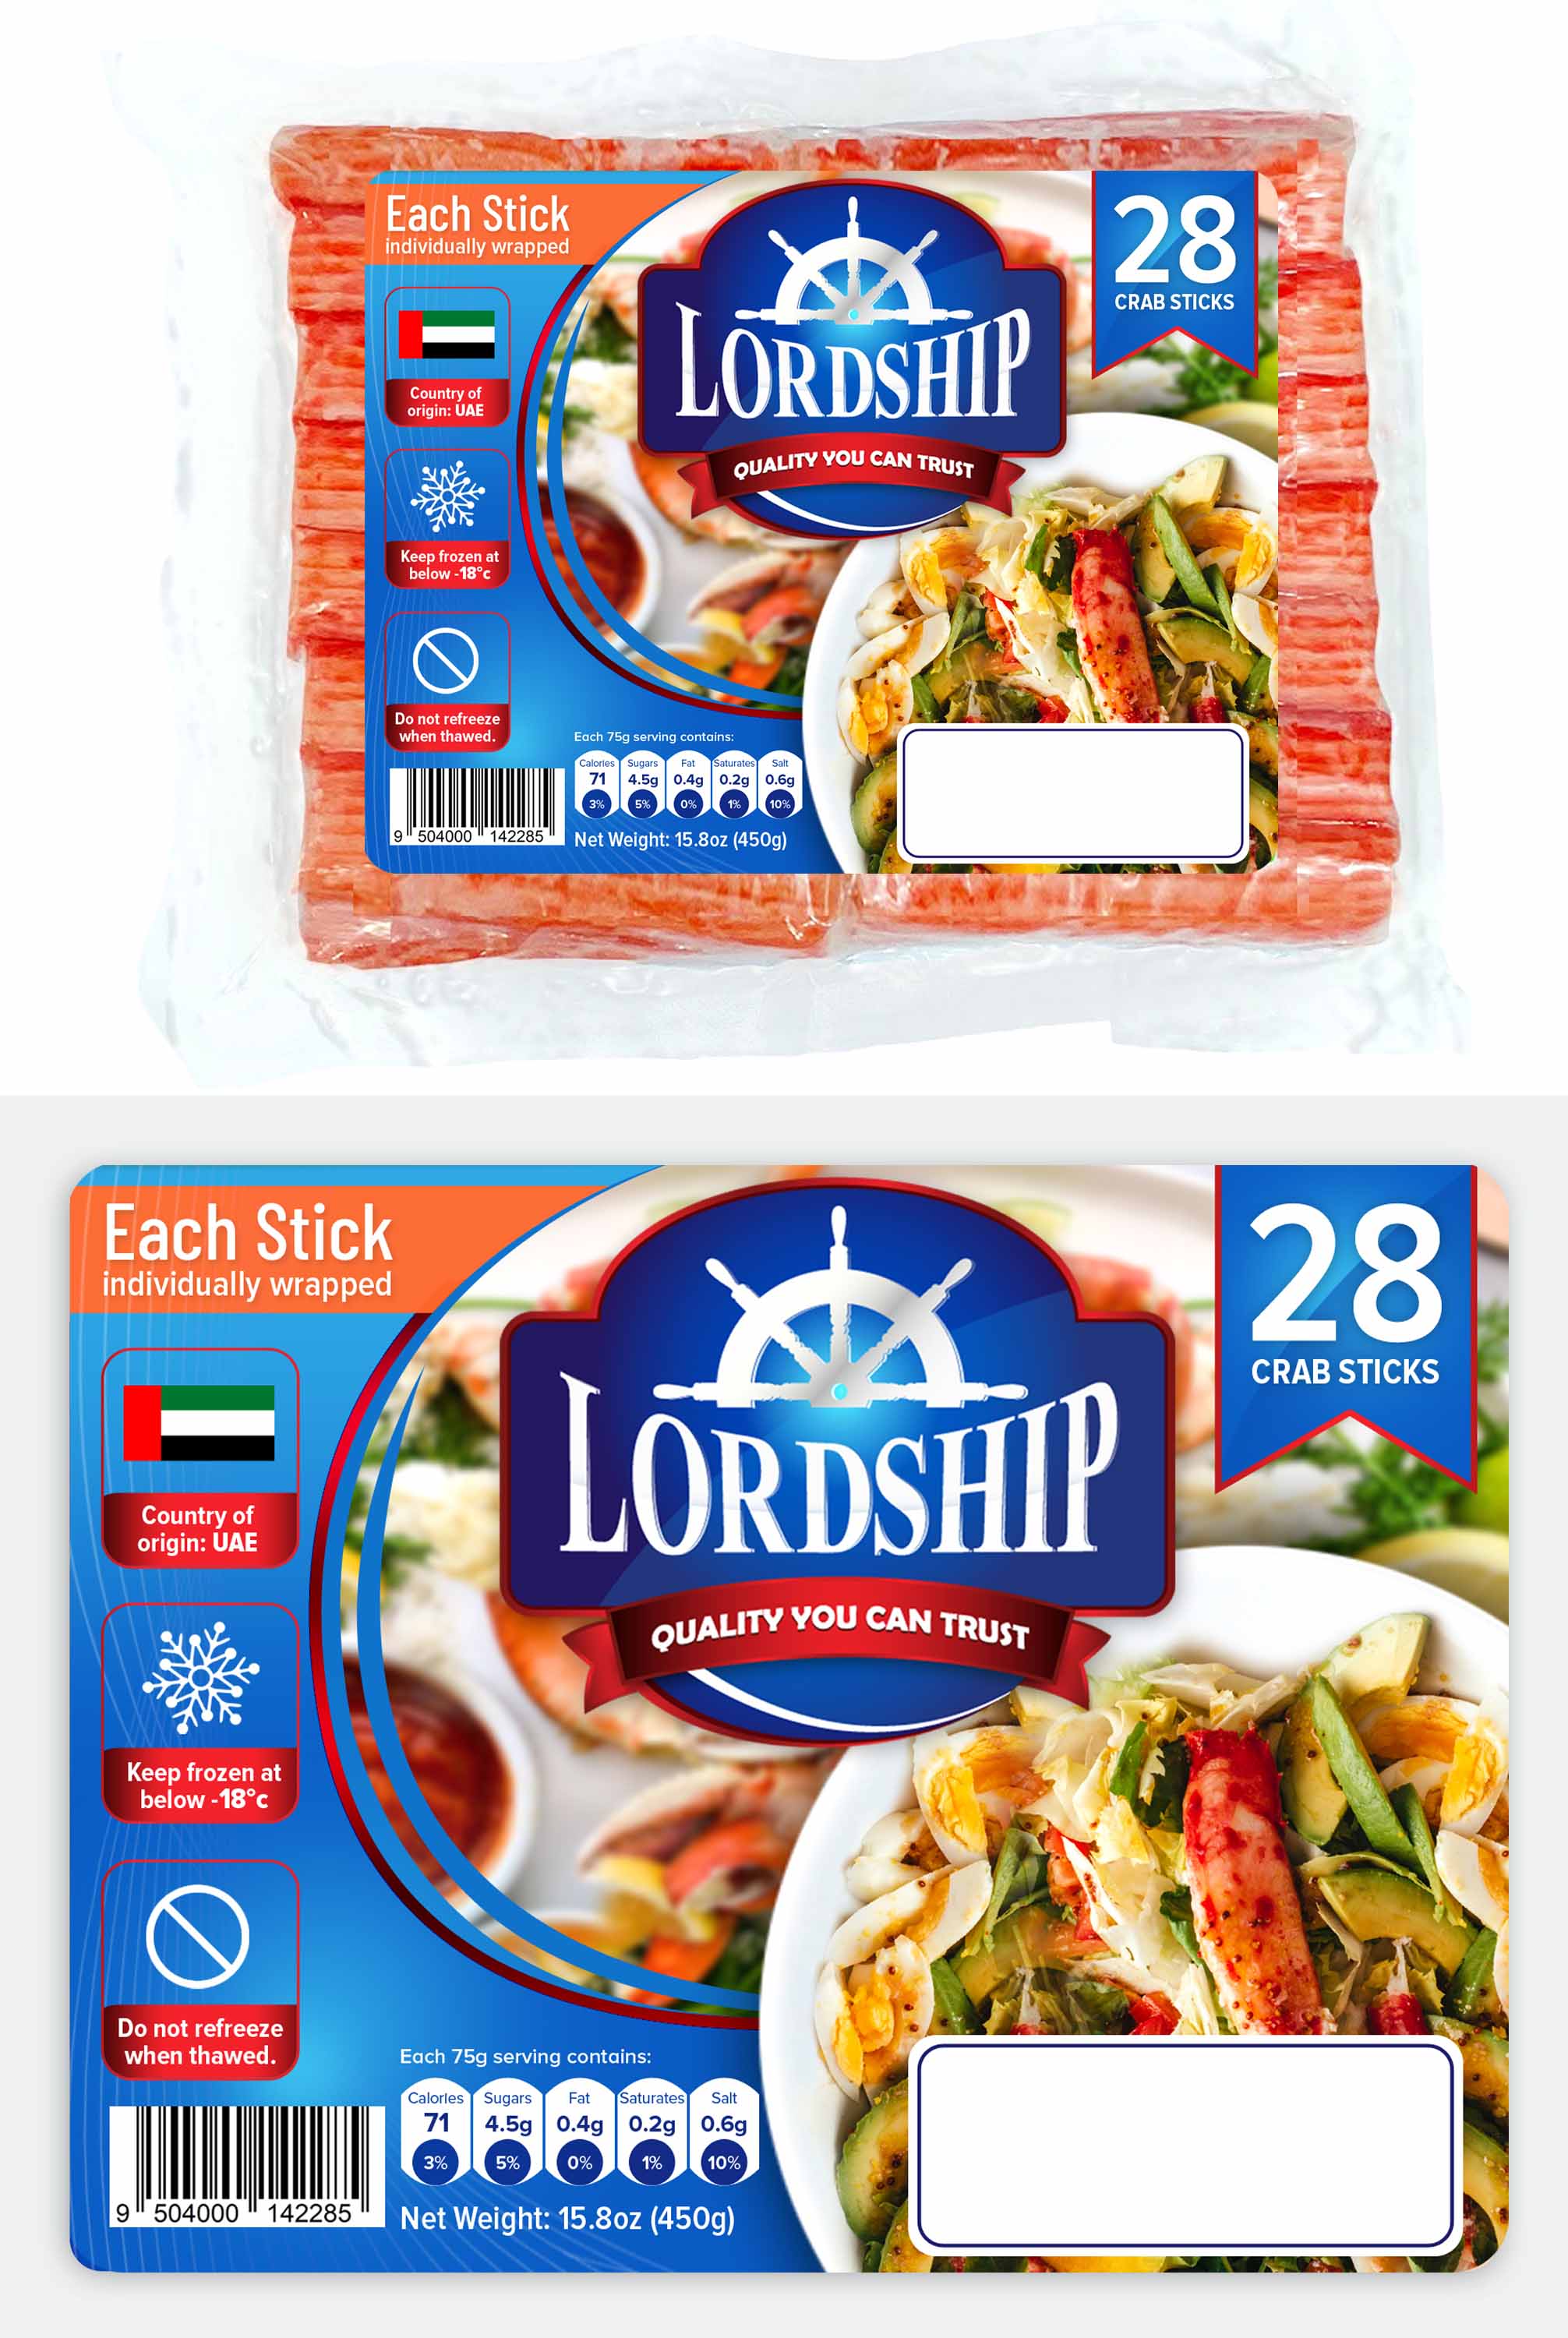 Each Stick
individually wrapped
LORDSHIP
QUALITY YOU CAN TRUST
28
CRAB STICKS
Country of
origin: UAE
Keep frozen at
below -18°c
Do not refreeze
when thawed.
Each 75g serving contains:
Calories Sugars Fat Saturates Salt
71 4.5g 0.4g 0.2g 0.6g
3% 5% 0% 1% 10%
9 504000 142285
Net Weight: 15.8oz (450g)
Each Stick
individually wrapped
LORDSHIP
QUALITY YOU CAN TRUST
28
CRAB STICKS
Country of
origin: UAE
Keep frozen at
below -18°c
Do not refreeze
when thawed.
Each 75g serving contains:
Calories Sugars Fat Saturates Salt
71 4.5g 0.4g 0.2g 0.6g
3% 5% 0% 1% 10%
9 504000 142285
Net Weight: 15.8oz (450g)